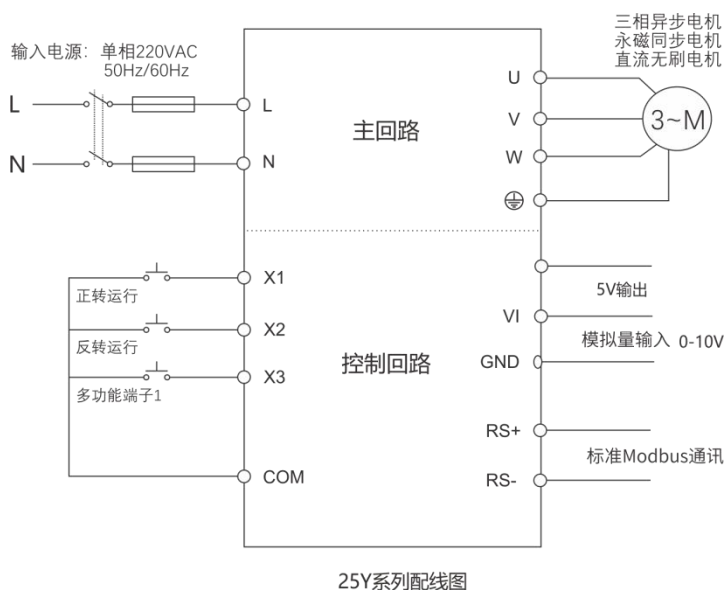 三相异步电机
永磁同步电机
直流无刷电机
输入电源：单相220VAC
50Hz/60Hz
L
L
U
主回路
V
3~M
N
N
W
X1
正转运行
5V输出
X2
VI
反转运行
模拟量输入 0-10V
控制回路
GND
X3
多功能端子1
RS+
标准Modbus通讯
COM
RS-
25Y系列配线图